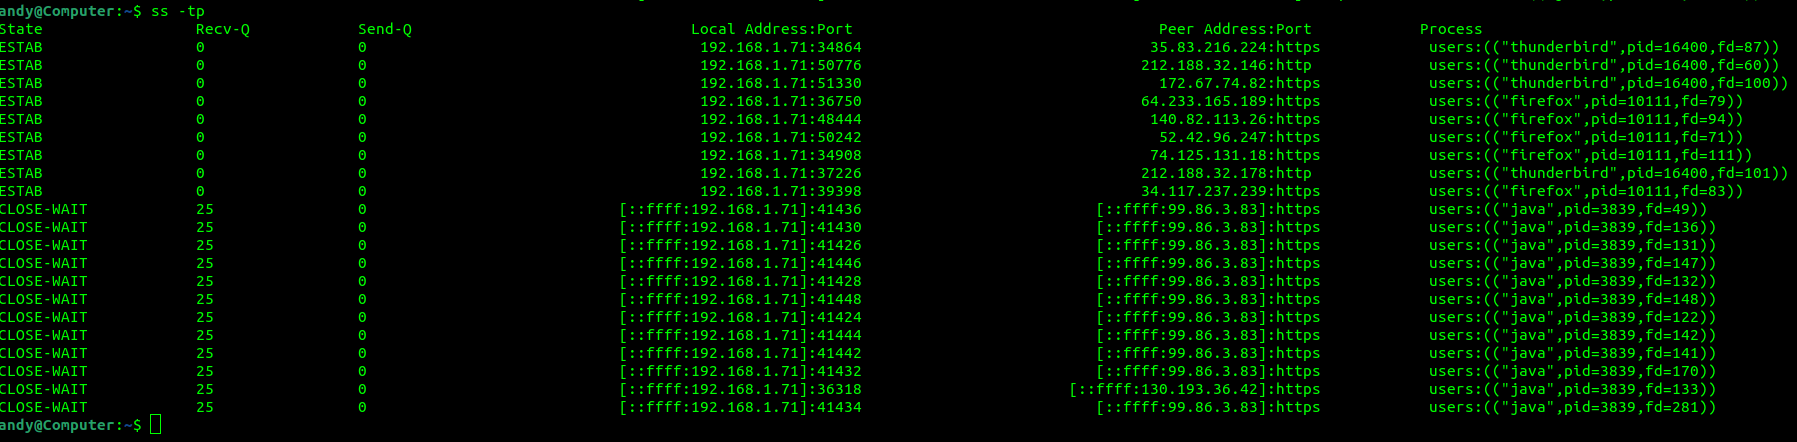 andy@Computer:~$ ss -tp
State Recv-Q Send-Q Local Address:Port Peer Address:Port Process
ESTAB 0 0 192.168.1.71:34864 35.83.216.224:https users:(("thunderbird",pid=16400,fd=87))
ESTAB 0 0 192.168.1.71:50776 212.188.32.146:http users:(("thunderbird",pid=16400,fd=60))
ESTAB 0 0 192.168.1.71:51330 172.67.74.82:https users:(("thunderbird",pid=16400,fd=100))
ESTAB 0 0 192.168.1.71:36750 64.233.165.189:https users:(("firefox",pid=10111,fd=79))
ESTAB 0 0 192.168.1.71:48444 140.82.113.26:https users:(("firefox",pid=10111,fd=94))
ESTAB 0 0 192.168.1.71:50242 52.42.96.247:https users:(("firefox",pid=10111,fd=71))
ESTAB 0 0 192.168.1.71:34908 74.125.131.18:https users:(("firefox",pid=10111,fd=111))
ESTAB 0 0 192.168.1.71:37226 212.188.32.178:http users:(("thunderbird",pid=16400,fd=101))
ESTAB 0 0 192.168.1.71:39398 34.117.237.239:https users:(("firefox",pid=10111,fd=83))
CLOSE-WAIT 25 0 [::ffff:192.168.1.71]:41436 [::ffff:99.86.3.83]:https users:(("java",pid=3839,fd=49))
CLOSE-WAIT 25 0 [::ffff:192.168.1.71]:41430 [::ffff:99.86.3.83]:https users:(("java",pid=3839,fd=136))
CLOSE-WAIT 25 0 [::ffff:192.168.1.71]:41426 [::ffff:99.86.3.83]:https users:(("java",pid=3839,fd=131))
CLOSE-WAIT 25 0 [::ffff:192.168.1.71]:41446 [::ffff:99.86.3.83]:https users:(("java",pid=3839,fd=147))
CLOSE-WAIT 25 0 [::ffff:192.168.1.71]:41428 [::ffff:99.86.3.83]:https users:(("java",pid=3839,fd=132))
CLOSE-WAIT 25 0 [::ffff:192.168.1.71]:41448 [::ffff:99.86.3.83]:https users:(("java",pid=3839,fd=148))
CLOSE-WAIT 25 0 [::ffff:192.168.1.71]:41424 [::ffff:99.86.3.83]:https users:(("java",pid=3839,fd=122))
CLOSE-WAIT 25 0 [::ffff:192.168.1.71]:41444 [::ffff:99.86.3.83]:https users:(("java",pid=3839,fd=142))
CLOSE-WAIT 25 0 [::ffff:192.168.1.71]:41442 [::ffff:99.86.3.83]:https users:(("java",pid=3839,fd=141))
CLOSE-WAIT 25 0 [::ffff:192.168.1.71]:41432 [::ffff:99.86.3.83]:https users:(("java",pid=3839,fd=170))
CLOSE-WAIT 25 0 [::ffff:192.168.1.71]:36318 [::ffff:130.193.36.42]:https users:(("java",pid=3839,fd=133))
CLOSE-WAIT 25 0 [::ffff:192.168.1.71]:41434 [::ffff:99.86.3.83]:https users:(("java",pid=3839,fd=281))
andy@Computer:~$